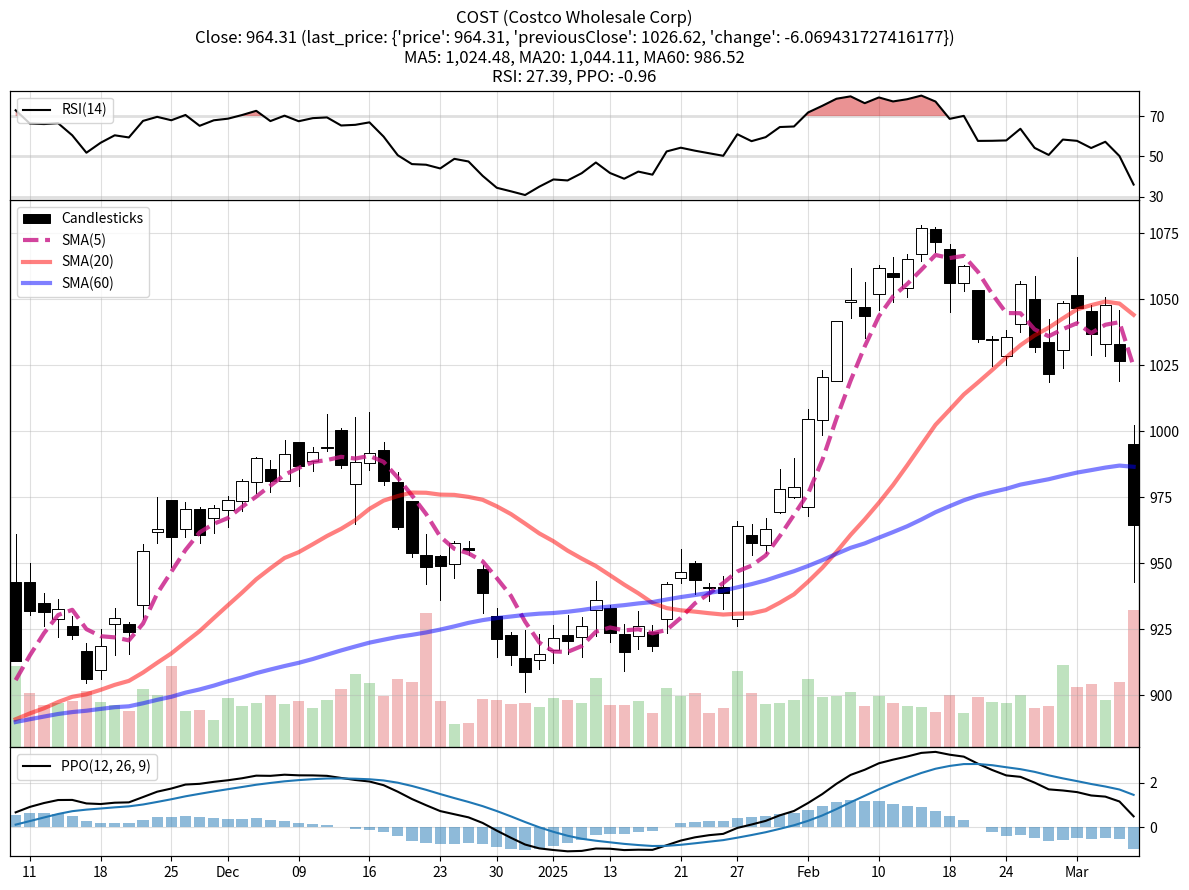 COST (Costco Wholesale Corp)
Close: 964.31 (last_price: {'price': 964.31, 'previousClose': 1026.62, 'change': -6.069431727416177})
MA5: 1,024.48, MA20: 1,044.11, MA60: 986.52
RSI: 27.39, PPO: -0.96
RSI(14)
70
50
30
Candlesticks
SMA(5)
SMA(20)
SMA(60)
1075
1050
1025
1000
975
950
925
900
PPO(12, 26, 9)
2
0
11 18 25 Dec 09 16 23 30 2025 13 21 27 Feb 10 18 24 Mar